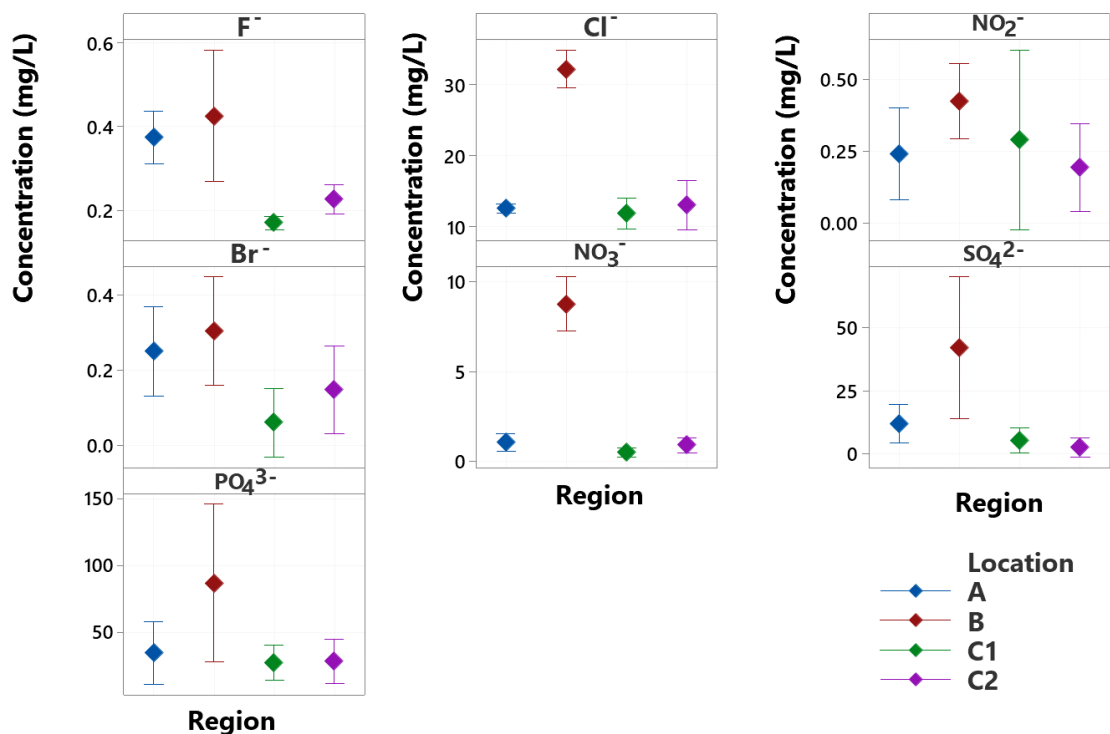 F⁻
Concentration (mg/L)
0.6
0.4
0.2
Cl⁻
Concentration (mg/L)
30
20
10
NO₂⁻
Concentration (mg/L)
0.50
0.25
0.00
Br⁻
0.4
0.2
0.0
NO₃⁻
10
5
0
Region
SO₄²⁻
50
25
0
Region
PO₄³⁻
150
100
50
Region
Location
A
B
C1
C2